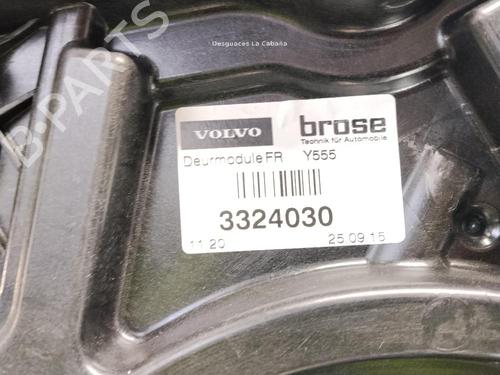 Desguaces La Cabaña
B-PARTS
VOLVO brose
Technik für Automobile
Deurmodule FR Y555
3324030
11:20 25.09.15